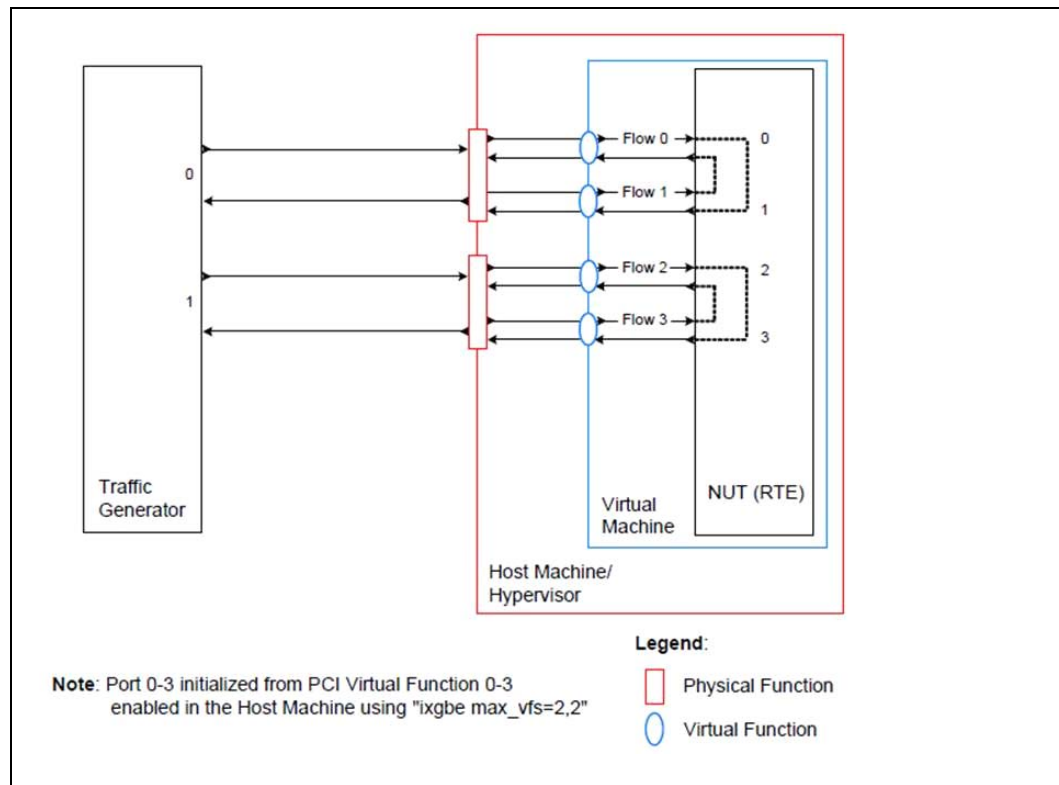 0
1
Traffic
Generator
Flow 0
0
Flow 1
1
Flow 2
2
Flow 3
3
Virtual
Machine
NUT (RTE)
Host Machine/
Hypervisor
Legend:
Physical Function
Virtual Function
Note: Port 0-3 initialized from PCI Virtual Function 0-3
enabled in the Host Machine using "ixgbe max_vfs=2,2"